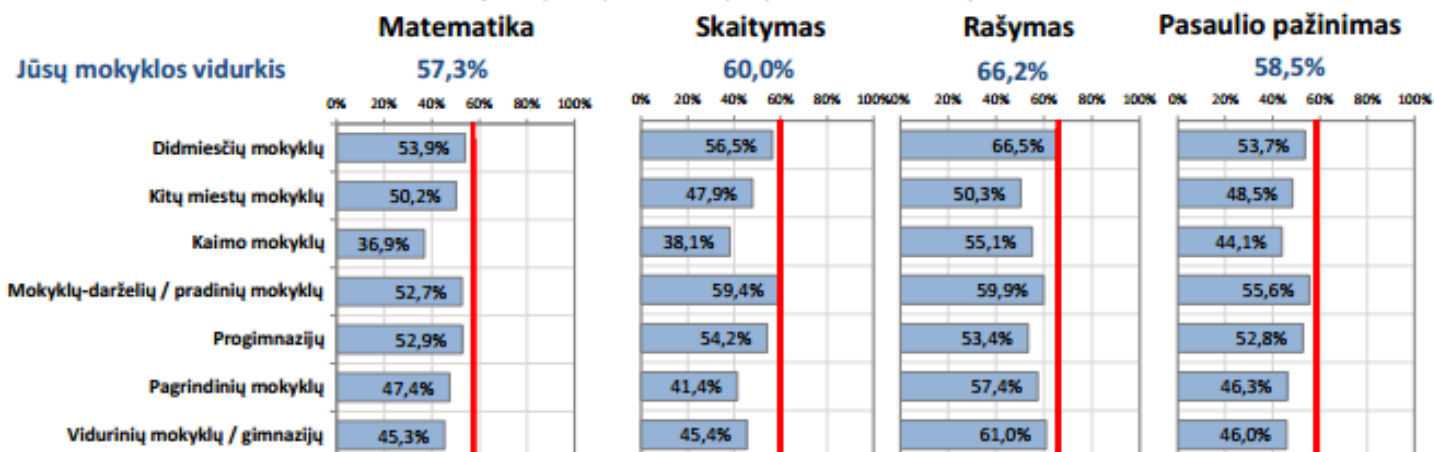 Matematika Skaitymas Rašymas Pasaulio pažinimas
Jūsų mokyklos vidurkis 57,3% 60,0% 66,2% 58,5%
0% 20% 40% 60% 80% 100% 0% 20% 40% 60% 80% 100% 0% 20% 40% 60% 80% 100% 0% 20% 40% 60% 80% 100%
Didmiesčių mokyklų 53,9% 56,5% 66,5% 53,7%
Kitų miestų mokyklų 50,2% 47,9% 50,3% 48,5%
Kaimo mokyklų 36,9% 38,1% 55,1% 44,1%
Mokyklų-darželių / pradinių mokyklų 52,7% 59,4% 59,9% 55,6%
Progimnazijų 52,9% 54,2% 53,4% 52,8%
Pagrindinių mokyklų 47,4% 41,4% 57,4% 46,3%
Vidurinių mokyklų / gimnazijų 45,3% 45,4% 61,0% 46,0%